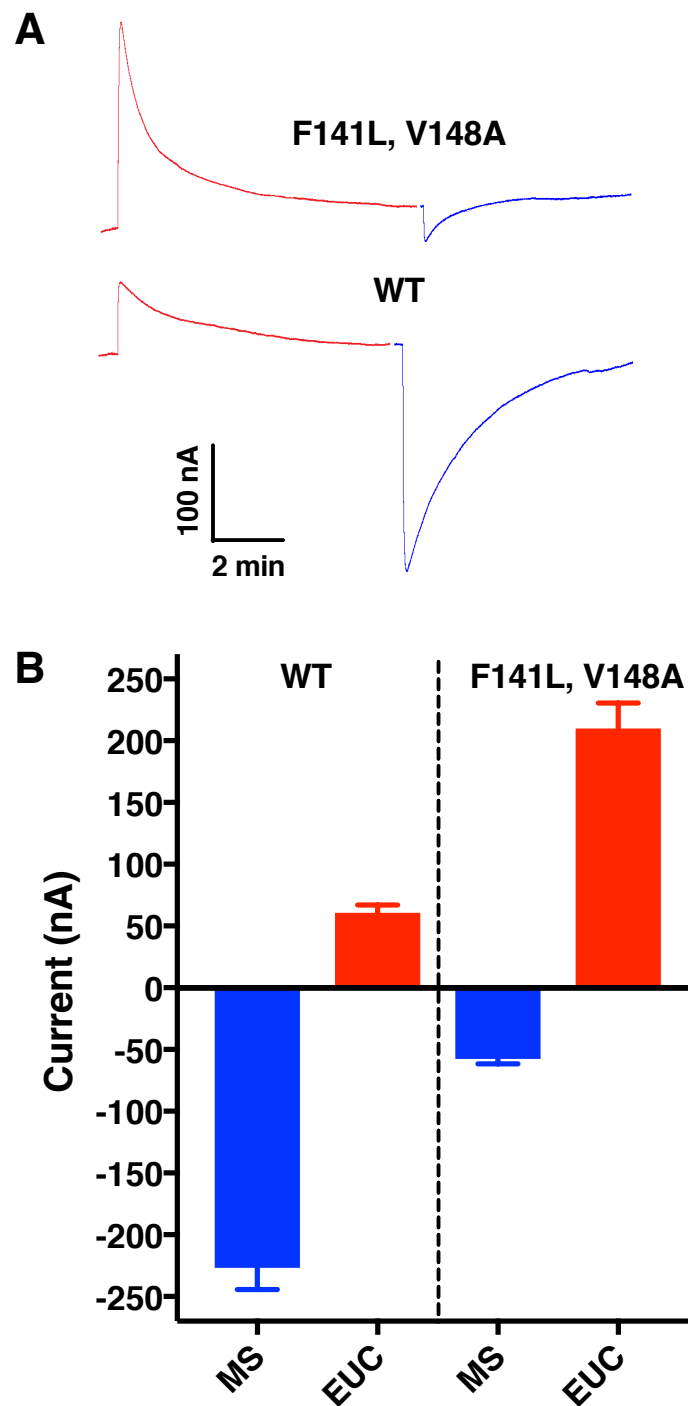 A
F141L, V148A
WT
100 nA
2 min
B
WT
F141L, V148A
Current (nA)
250
200
150
100
50
0
-50
-100
-150
-200
-250
MS
EUC
MS
EUC